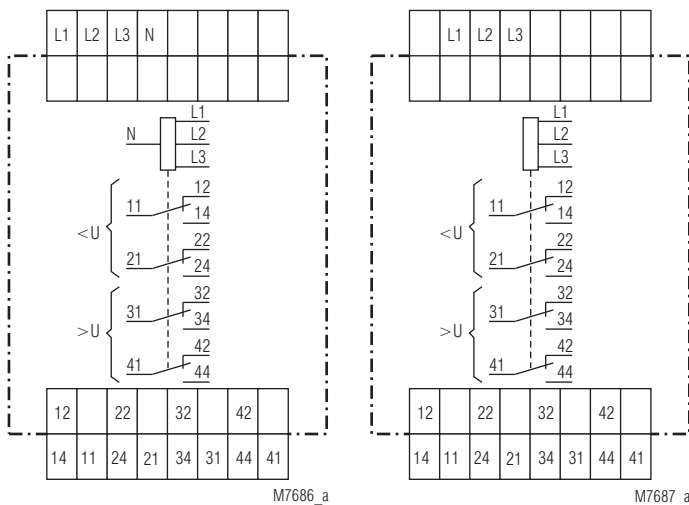 L1 L2 L3 N
L1
N L2
L3
12
11 14
<U
22
21 24
32
31 34
>U
42
41 44
12 22 32 42
14 11 24 21 34 31 44 41
M7686_a
L1 L2 L3
L1
L2
L3
12
11 14
<U
22
21 24
32
31 34
>U
42
41 44
12 22 32 42
14 11 24 21 34 31 44 41
M7687_a